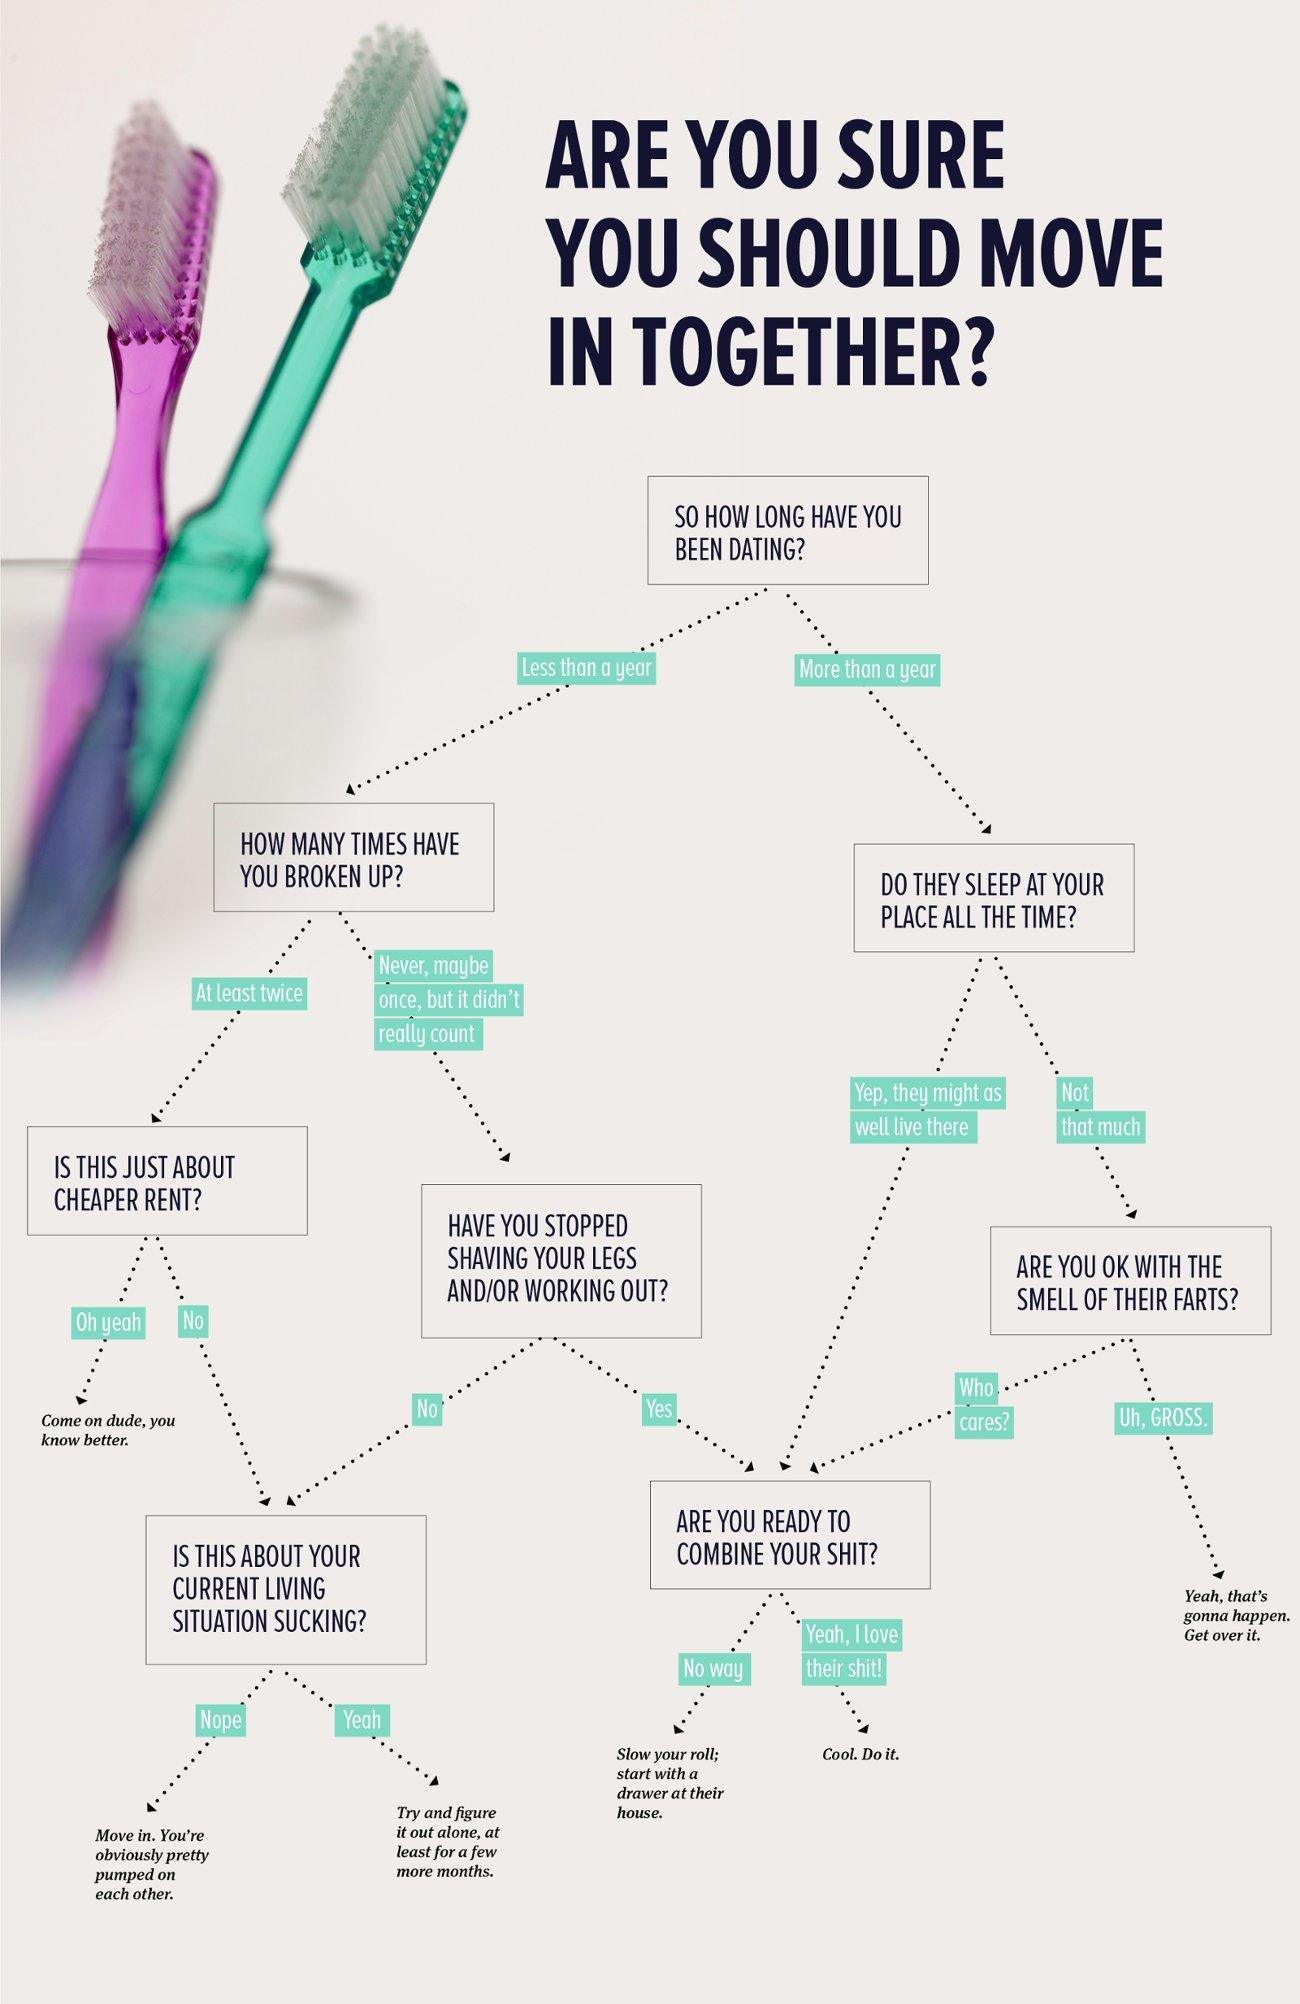 ARE YOU SURE
YOU SHOULD MOVE
IN TOGETHER?
SO HOW LONG HAVE YOU
BEEN DATING?
Less than a year
More than a year
HOW MANY TIMES HAVE
YOU BROKEN UP?
DO THEY SLEEP AT YOUR
PLACE ALL THE TIME?
At least twice
Never, maybe
once, but it didn't
really count
Yep, they might as
well live there
Not
that much
IS THIS JUST ABOUT
CHEAPER RENT?
HAVE YOU STOPPED
SHAVING YOUR LEGS
AND/OR WORKING OUT?
ARE YOU OK WITH THE
SMELL OF THEIR FARTS?
Oh yeah
No
No
Yes
Who
cares?
Uh, GROSS.
Come on dude, you
know better.
IS THIS ABOUT YOUR
CURRENT LIVING
SITUATION SUCKING?
ARE YOU READY TO
COMBINE YOUR SHIT?
Yeah, that's
gonna happen.
Get over it.
Nope
Yeah
No way
Yeah, I love
their shit!
Slow your roll;
start with a
drawer at their
house.
Cool. Do it.
Move in. You're
obviously pretty
pumped on
each other.
Try and figure
it out alone, at
least for a few
more months.